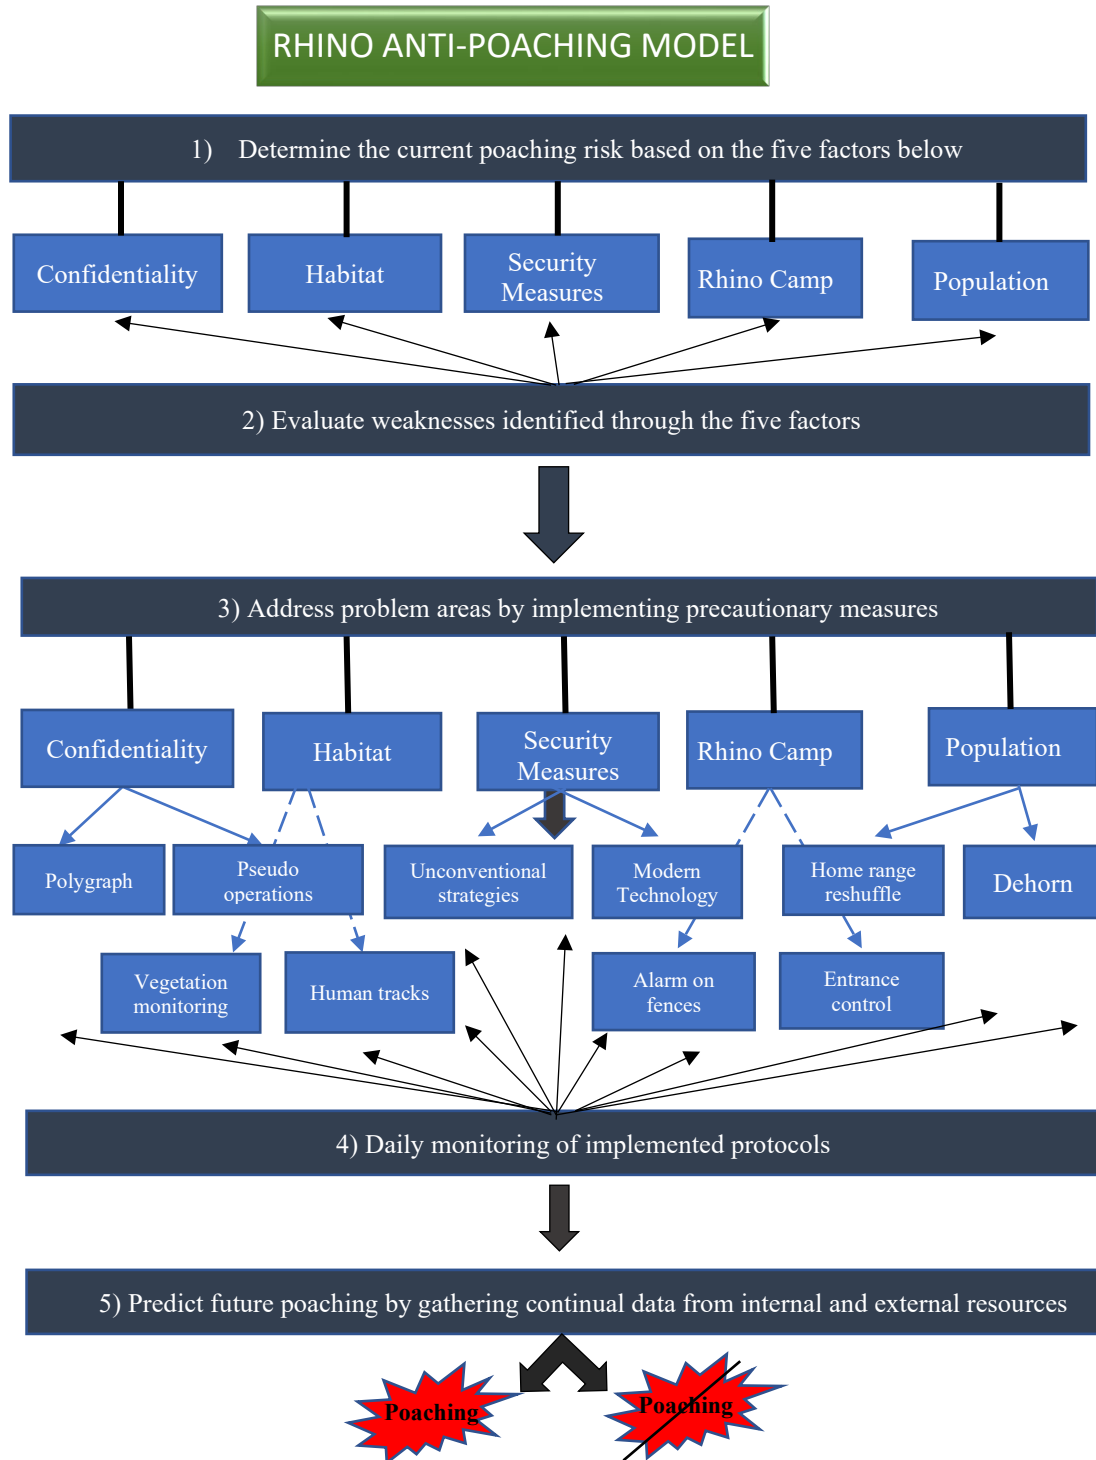 RHINO ANTI-POACHING MODEL
1) Determine the current poaching risk based on the five factors below
Confidentiality
Habitat
Security
Measures
Rhino Camp
Population
2) Evaluate weaknesses identified through the five factors
3) Address problem areas by implementing precautionary measures
Confidentiality
Habitat
Security
Measures
Rhino Camp
Population
Polygraph
Pseudo
operations
Unconventional
strategies
Modern
Technology
Home range
reshuffle
Dehorn
Vegetation
monitoring
Human tracks
Alarm on
fences
Entrance
control
4) Daily monitoring of implemented protocols
5) Predict future poaching by gathering continual data from internal and external resources
Poaching
Poaching